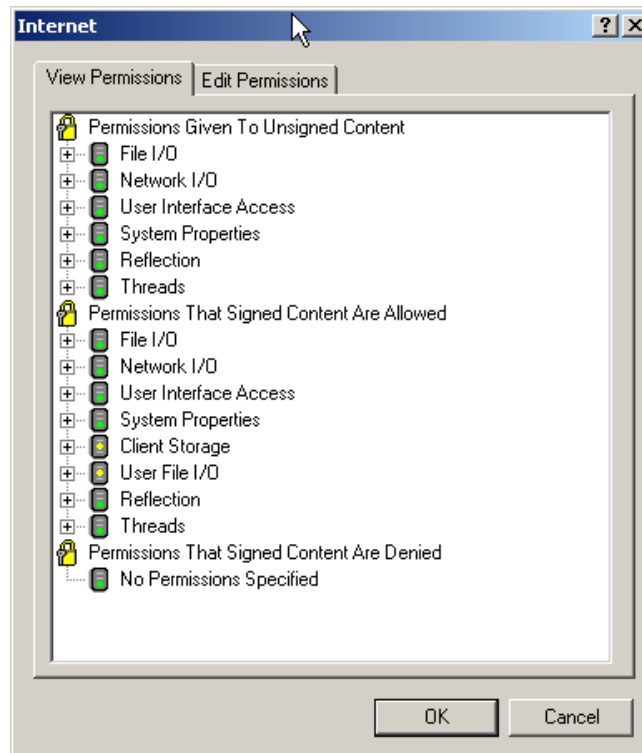 Internet
View Permissions
Edit Permissions
Permissions Given To Unsigned Content
File I/O
Network I/O
User Interface Access
System Properties
Reflection
Threads
Permissions That Signed Content Are Allowed
File I/O
Network I/O
User Interface Access
System Properties
Client Storage
User File I/O
Reflection
Threads
Permissions That Signed Content Are Denied
No Permissions Specified
OK
Cancel